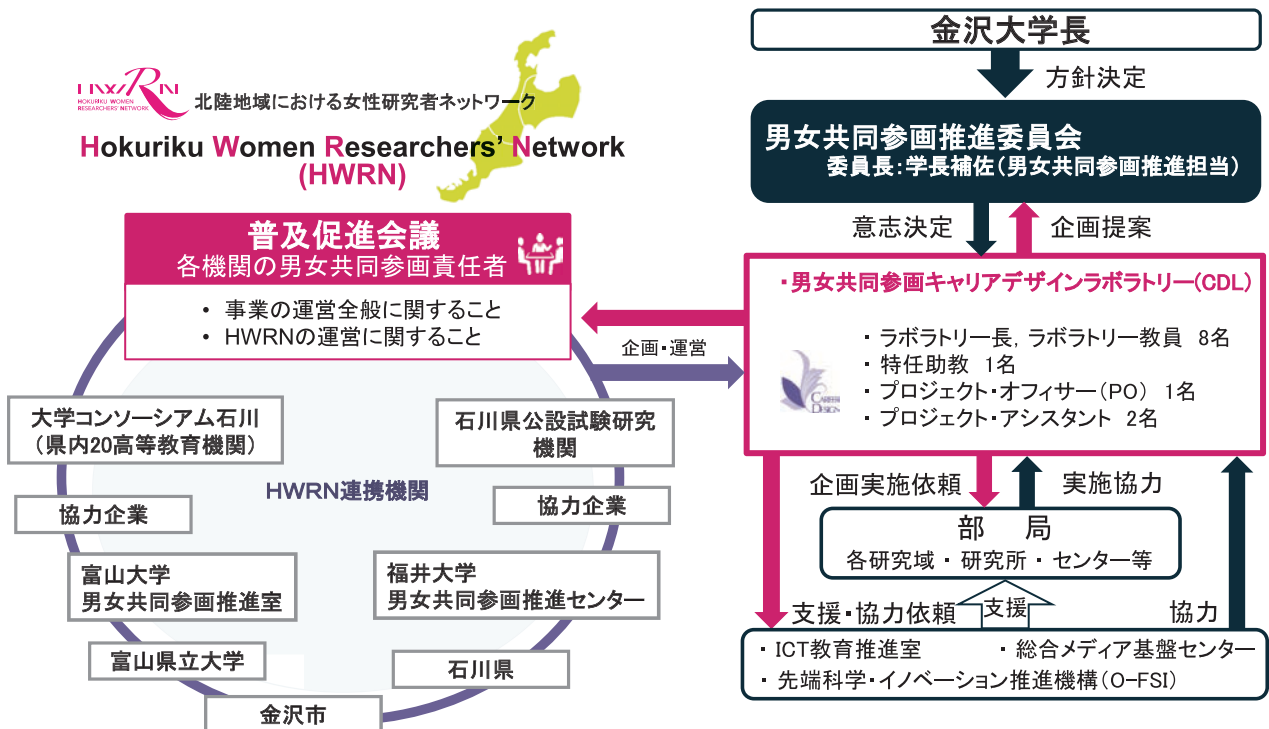 HWRN
HOKURIKU WOMEN
RESEARCHERS' NETWORK
北陸地域における女性研究者ネットワーク
Hokuriku Women Researchers' Network
(HWRN)
普及促進会議
各機関の男女共同参画責任者
・ 事業の運営全般に関すること
・ HWRNの運営に関すること
大学コンソーシアム石川
（県内20高等教育機関）
石川県公設試験研究
機関
HWRN連携機関
協力企業
協力企業
富山大学
男女共同参画推進室
福井大学
男女共同参画推進センター
富山県立大学
石川県
金沢市
企画・運営
金沢大学長
方針決定
男女共同参画推進委員会
委員長：学長補佐（男女共同参画推進担当）
意志決定
企画提案
・男女共同参画キャリアデザインラボラトリー(CDL)
・ラボラトリー長，ラボラトリー教員 8名
・特任助教 1名
・プロジェクト・オフィサー（PO） 1名
・プロジェクト・アシスタント 2名
CAREER
DESIGN
企画実施依頼
実施協力
部 局
各研究域 ・ 研究所 ・ センター等
支援・協力依頼
支援
協力
・ICT教育推進室
・総合メディア基盤センター
・先端科学・イノベーション推進機構（O-FSI）